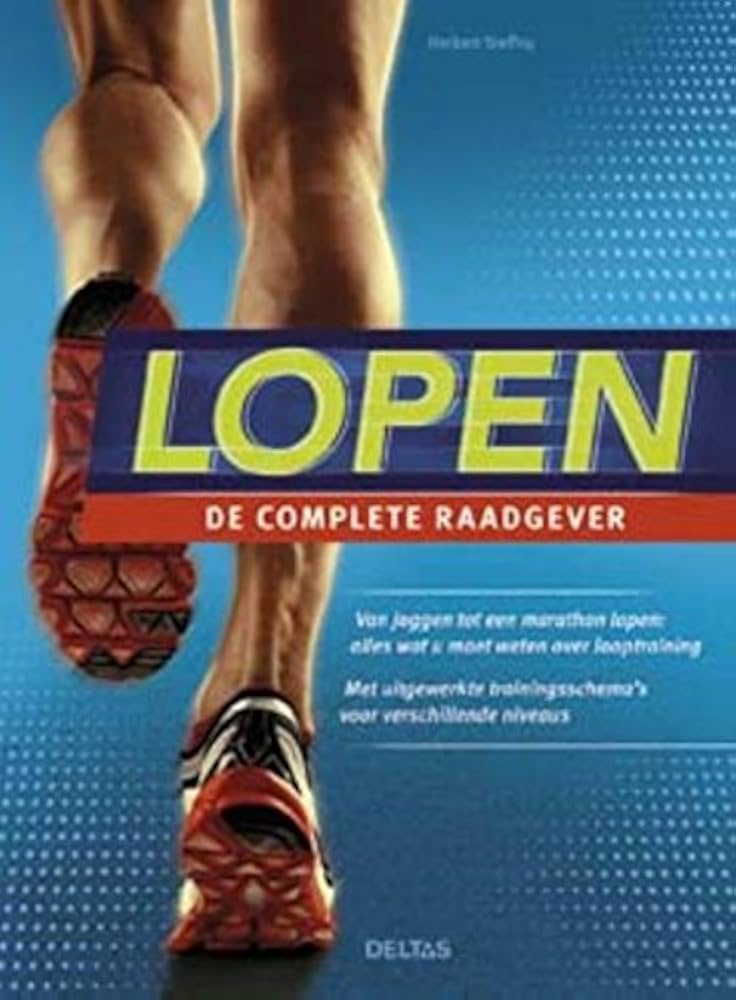 Herbert Steffny
LOPEN
DE COMPLETE RAADGEVER
Van joggen tot een marathon lopen:
alles wat u moet weten over looptraining
Met uitgewerkte trainingsschema's
voor verschillende niveaus
DELTAS